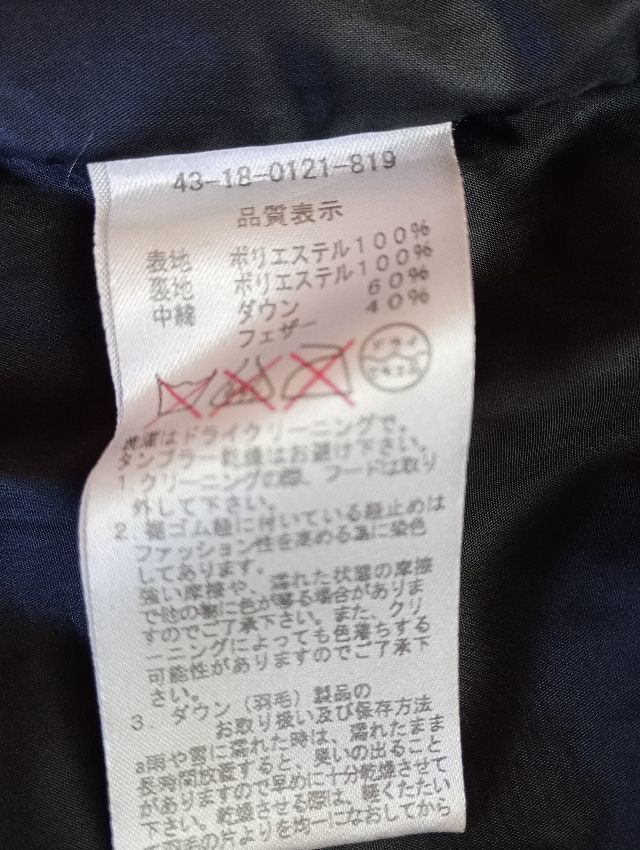 43-18-0121-819
品質表示
表地 ポリエステル100%
裏地 ポリエステル100%
中綿 ダウン 60%
フェザー 40%
ドライ
セキユ系
洗濯はドライクリーニングで。
タンブラー乾燥はお避け下さい。
1 クリーニングの際、フードは取り
外して下さい。
2 裾ゴム紐に付いている紐止めは
ファッション性を高める為に染色
してあります。
強い摩擦や、濡れた状態の摩擦
で他の物に色が移る場合がありま
すのでご了承下さい。また、クリ
ーニングによっても色落ちする
可能性がありますのでご了承下
さい。
3 ダウン(羽毛)製品の
お取り扱い及び保存方法
a雨や雪に濡れた時は、濡れたまま
長時間放置すると、臭いの出ること
がありますので早めに十分乾燥させて
下さい。乾燥させる際は、軽くたたい
て羽毛の片よりを均一になおしてから